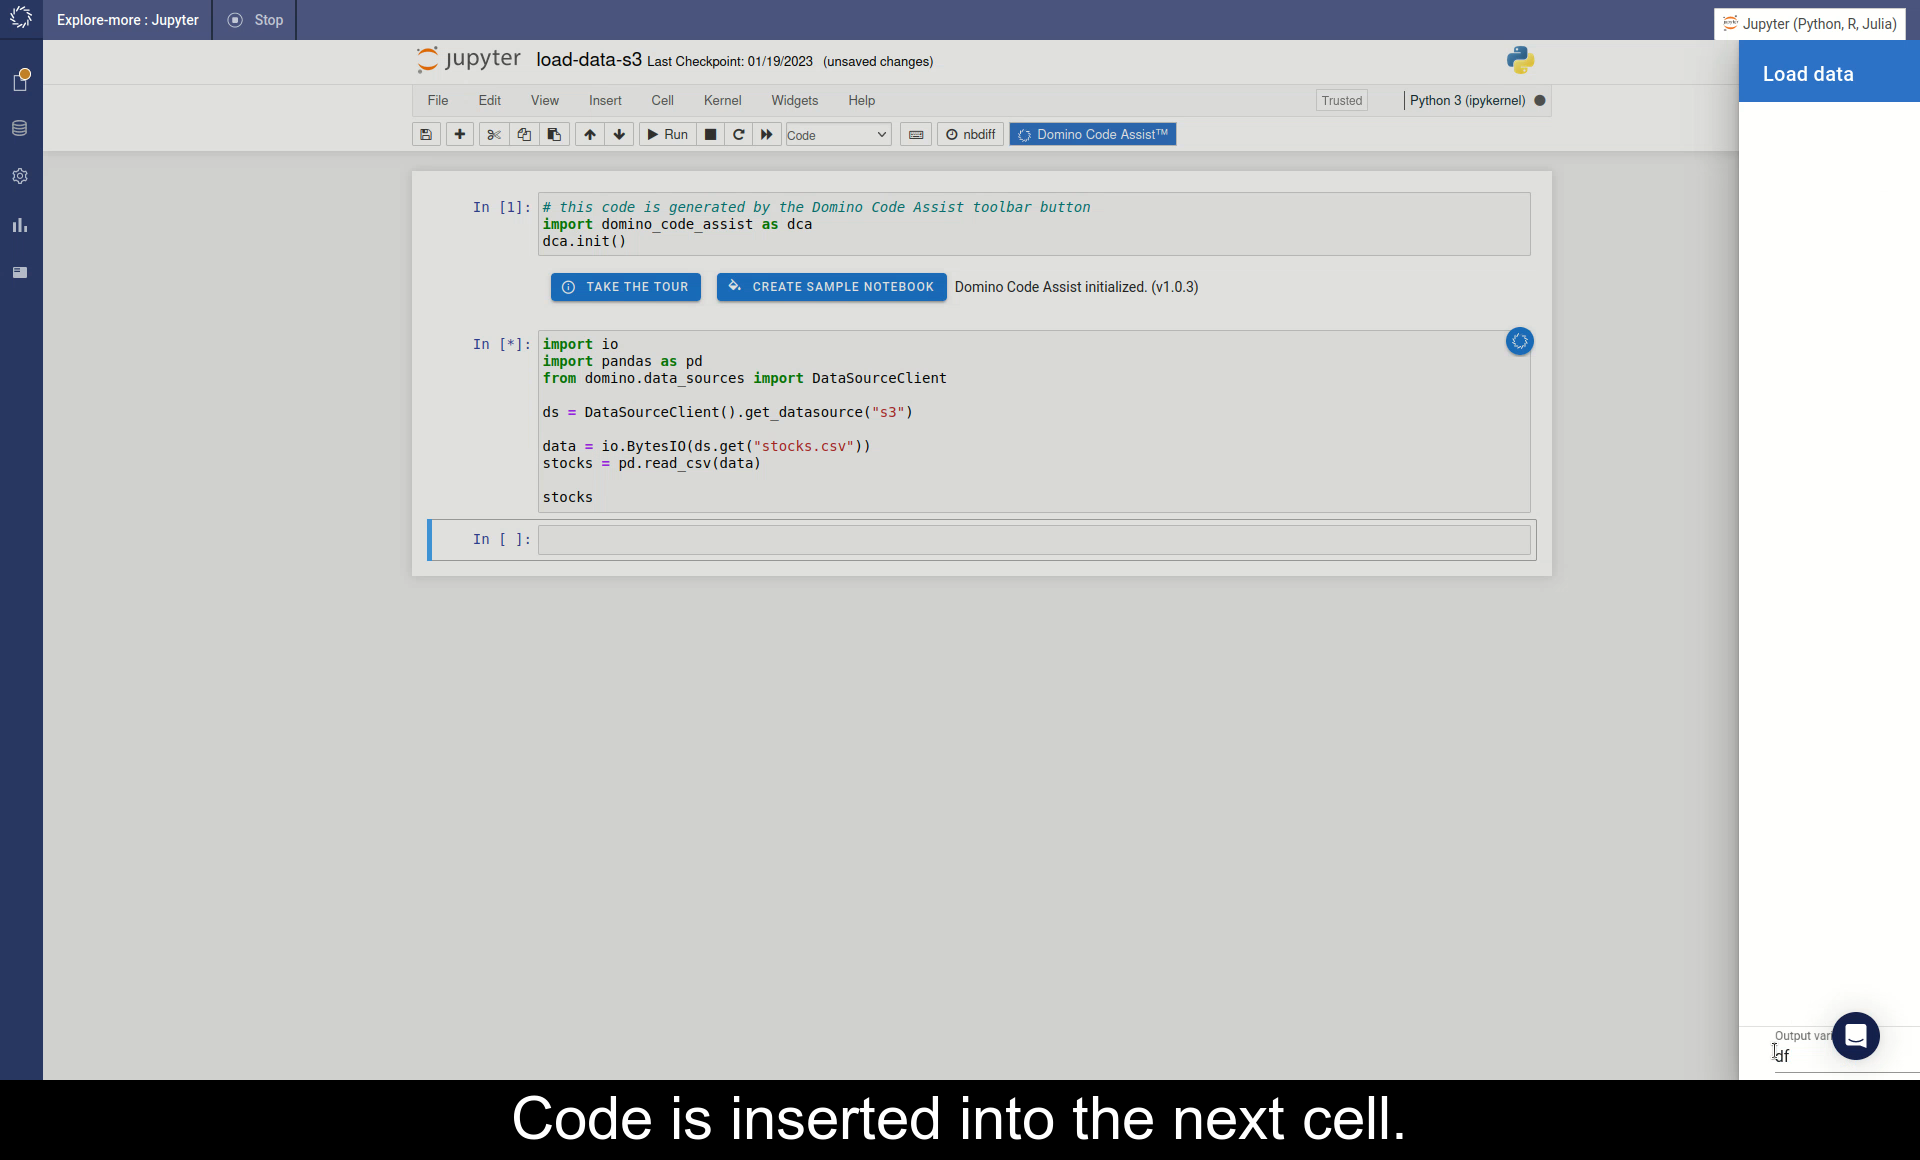 Explore-more : Jupyter
Stop
Jupyter (Python, R, Julia)
jupyter load-data-s3 Last Checkpoint: 01/19/2023 (unsaved changes)
Load data
File Edit View Insert Cell Kernel Widgets Help
Trusted
Python 3 (ipykernel)
Run
Code
nbdiff
Domino Code Assist™
In [1]:
# this code is generated by the Domino Code Assist toolbar button
import domino_code_assist as dca
dca.init()
TAKE THE TOUR
CREATE SAMPLE NOTEBOOK
Domino Code Assist initialized. (v1.0.3)
In [*]:
import io
import pandas as pd
from domino.data_sources import DataSourceClient
ds = DataSourceClient().get_datasource("s3")
data = io.BytesIO(ds.get("stocks.csv"))
stocks = pd.read_csv(data)
stocks
In [ ]:
Output vari
df
Code is inserted into the next cell.